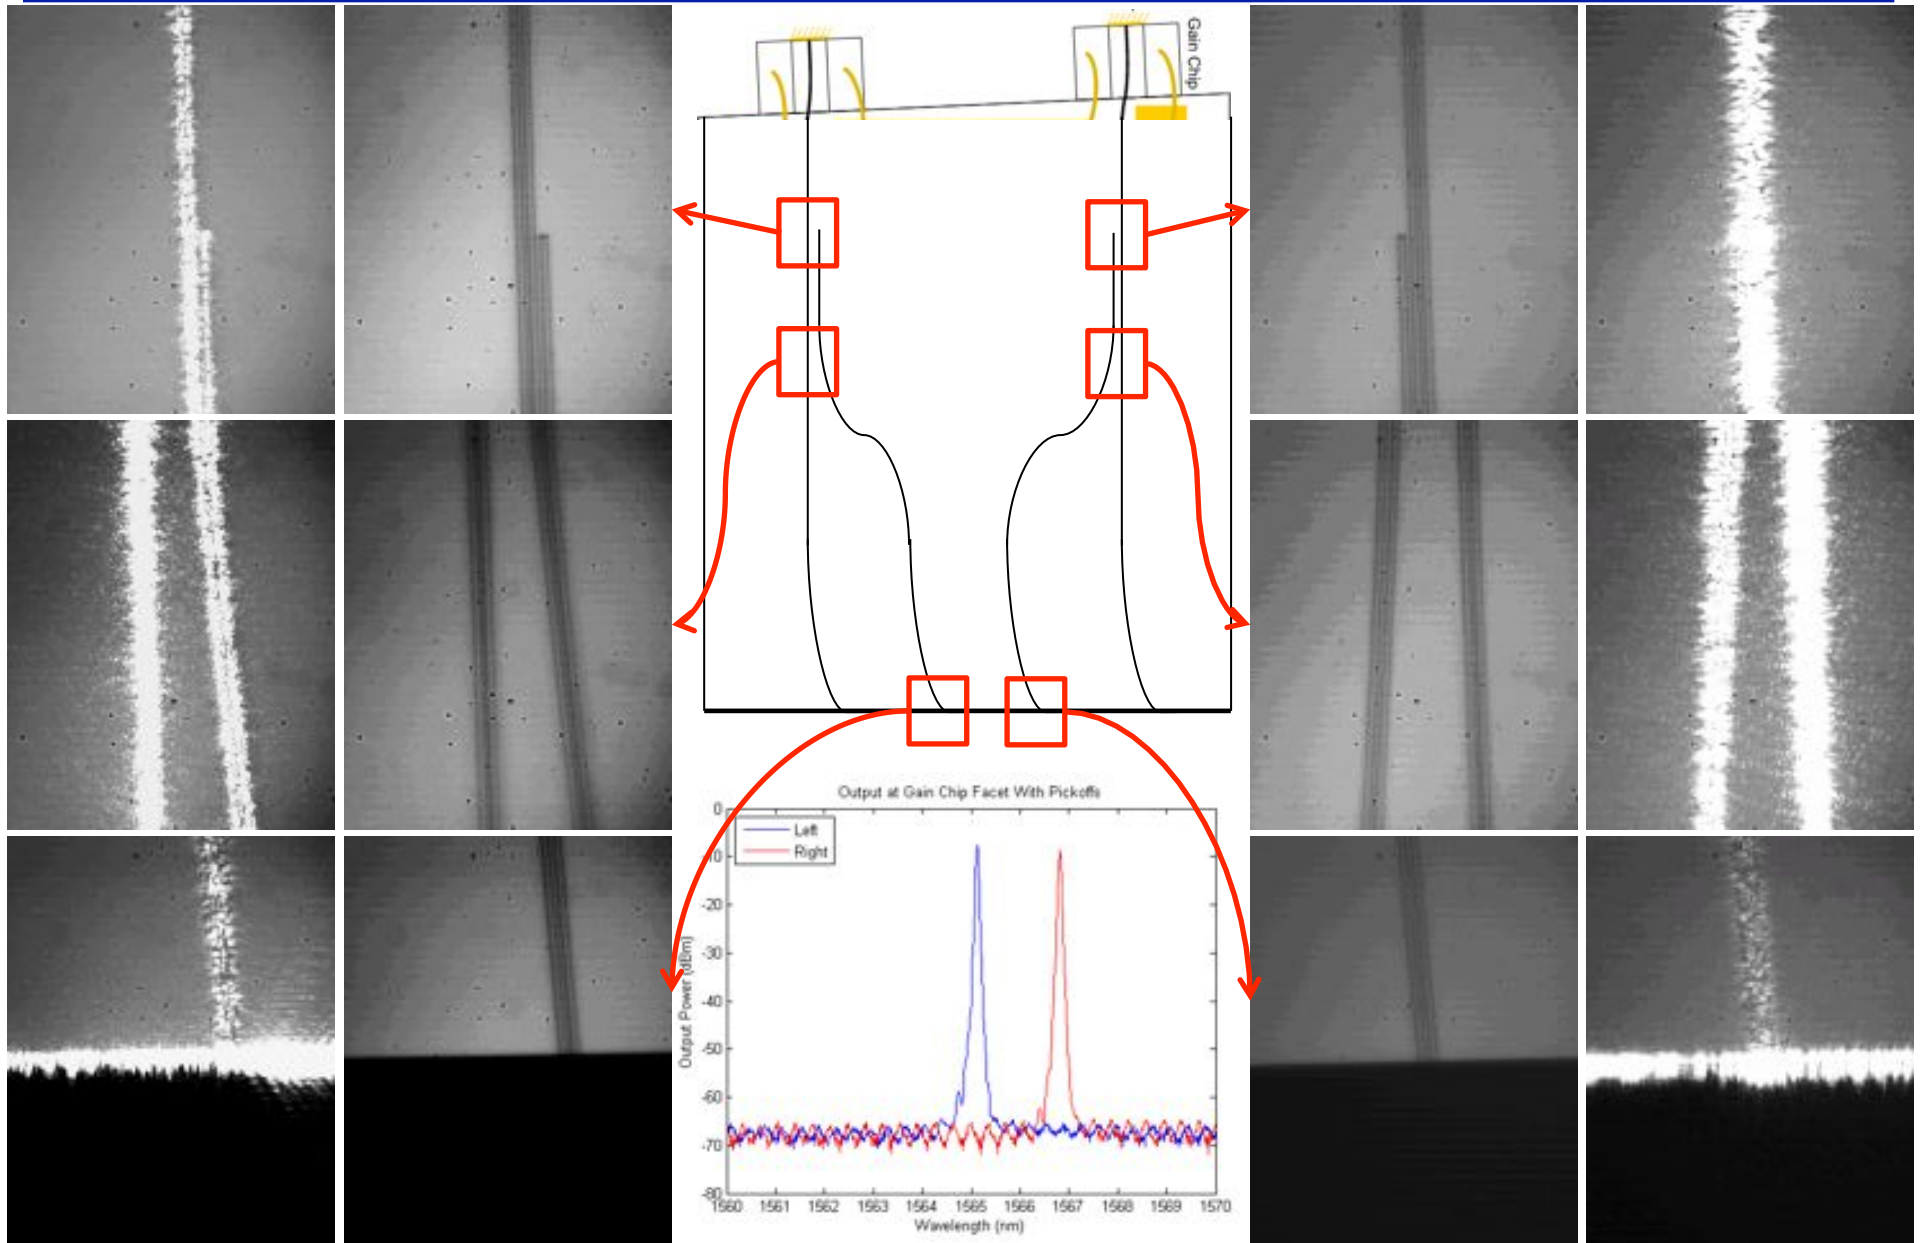 Gain Chip
Output at Gain Chip Facet With Pickoffs
Left
Right
Output Power (dBm)
0
-20
-30
-40
-50
-60
-70
-80
1560 1561 1562 1563 1564 1565 1566 1567 1568 1569 1570
Wavelength (nm)